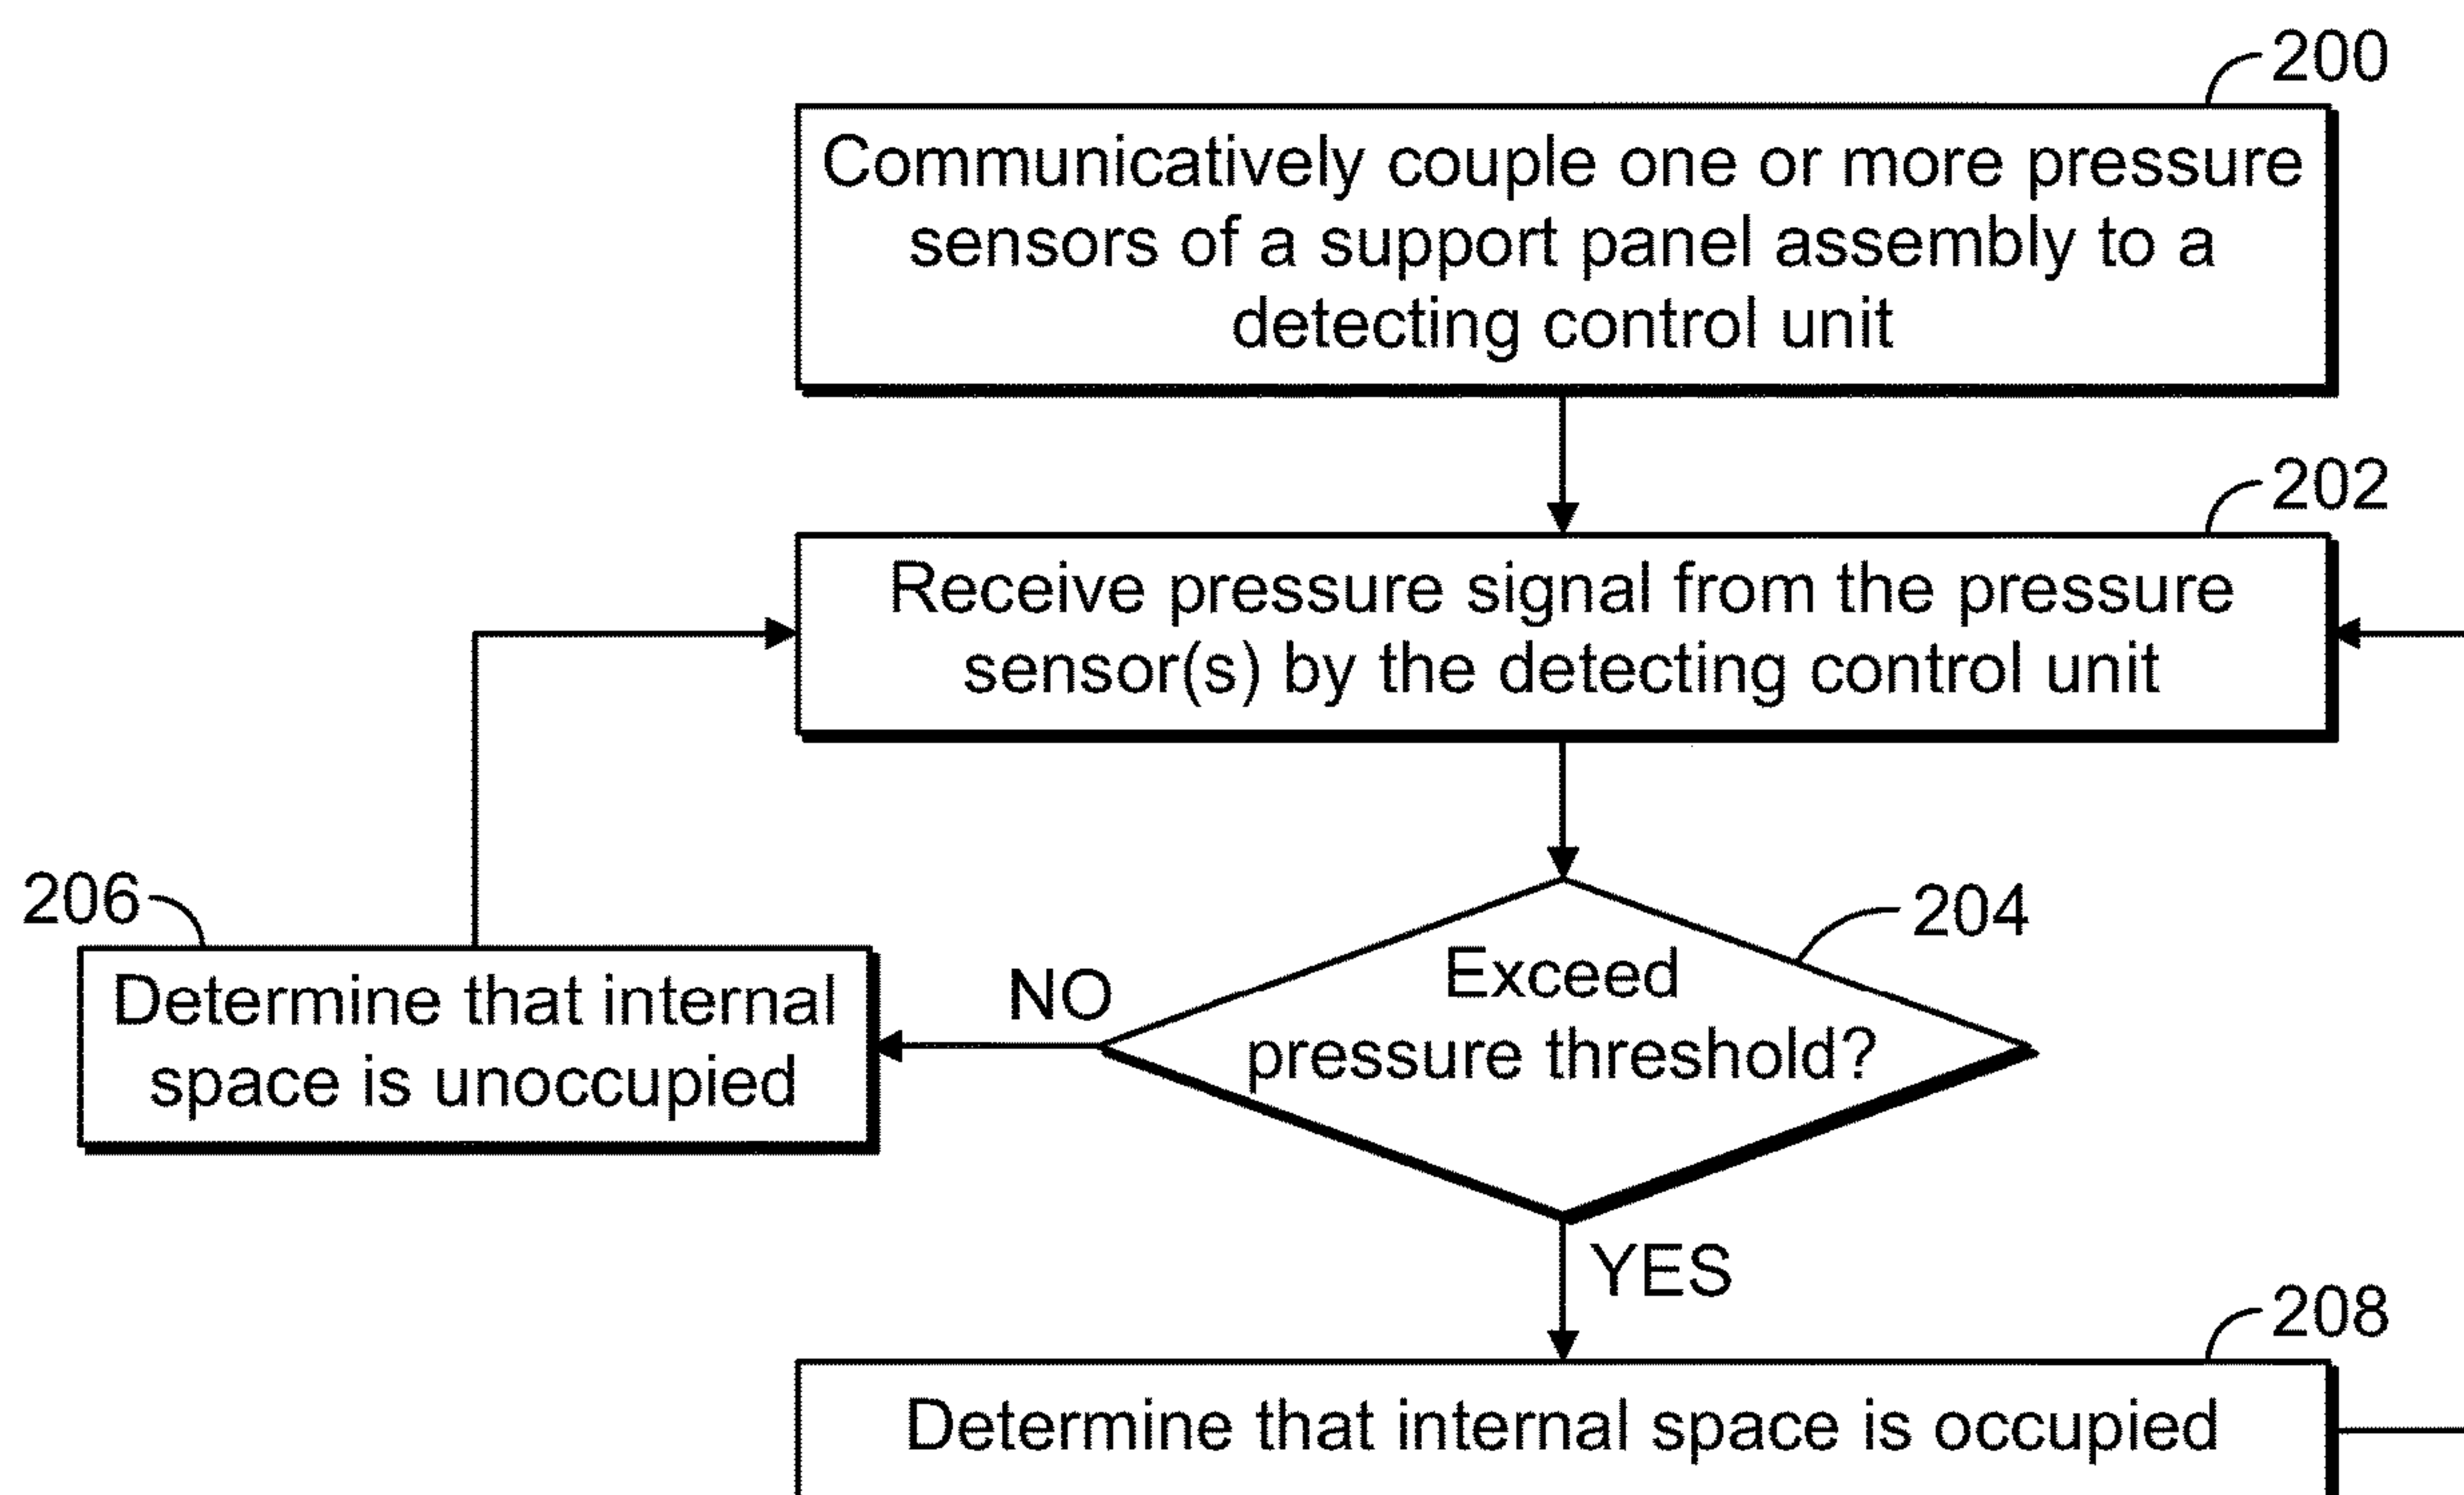 200
Communicatively couple one or more pressure
sensors of a support panel assembly to a
detecting control unit
202
Receive pressure signal from the pressure
sensor(s) by the detecting control unit
206
Determine that internal
space is unoccupied
NO
204
Exceed
pressure threshold?
YES
208
Determine that internal space is occupied